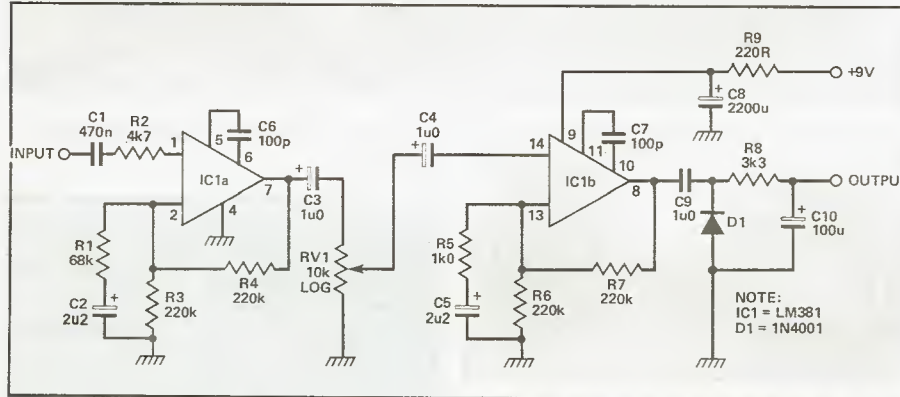 R9
220R
+9V
C8
2200u
C4
1u0
C1
470n
R2
4k7
C6
100p
C7
100p
R8
3k3
INPUT
1
5
6
14
9
11
10
IC1a
7
C3
1u0
IC1b
8
C9
1u0
OUTPUT
2
4
13
D1
C10
100u
R1
68k
R4
220k
RV1
10k
LOG
R5
1k0
R7
220k
C2
2u2
R3
220k
C5
2u2
R6
220k
NOTE:
IC1 = LM381
D1 = 1N4001